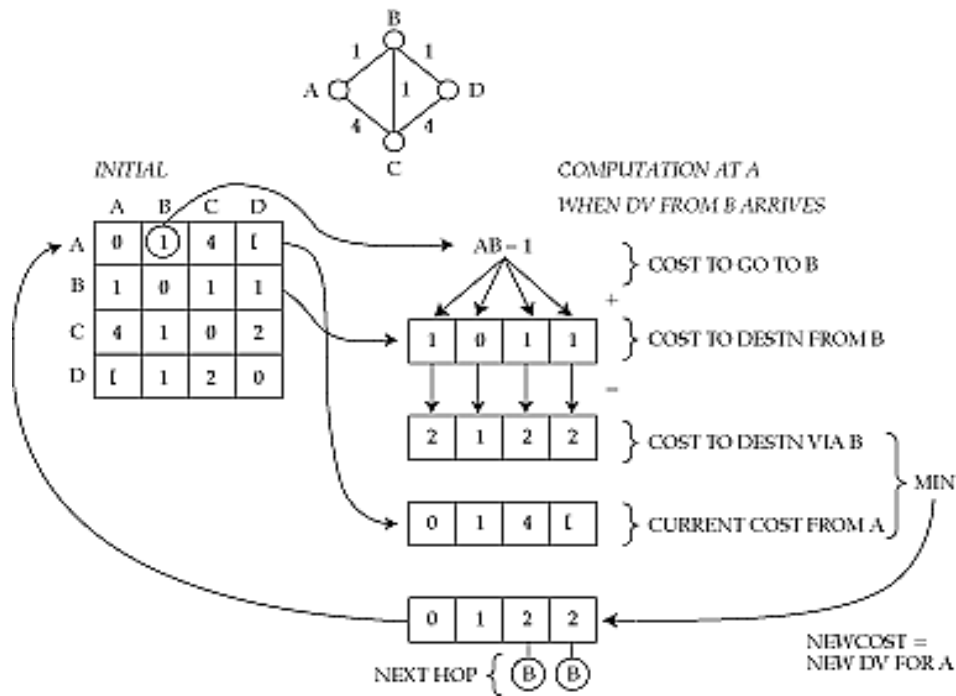 B
1 1
A 1 D
4 4
C
INITIAL
COMPUTATION AT A
WHEN DV FROM B ARRIVES
A B C D
A 0 1 4 [
B 1 0 1 1
C 4 1 0 2
D [ 1 2 0
AB = 1
} COST TO GO TO B
+
1 0 1 1 } COST TO DESTN FROM B
=
2 1 2 2 } COST TO DESTN VIA B
} MIN
0 1 4 [ } CURRENT COST FROM A
0 1 2 2
NEWCOST =
NEW DV FOR A
NEXT HOP { B B